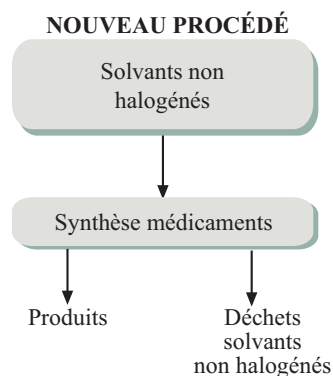 NOUVEAU PROCÉDÉ
Solvants non
halogénés
Synthèse médicaments
Produits
Déchets
solvants
non halogénés